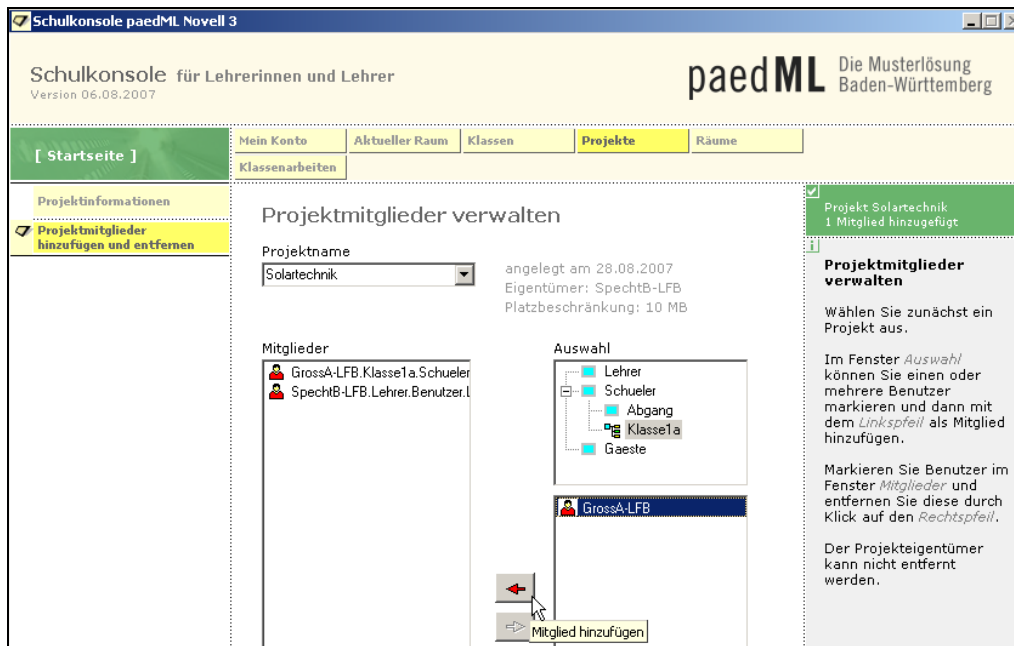 Schulkonsole paedML Novell 3
Schulkonsole für Lehrerinnen und Lehrer
Version 06.08.2007
paedML Die Musterlösung
Baden-Württemberg
[ Startseite ]
Mein Konto
Aktueller Raum
Klassen
Projekte
Räume
Klassenarbeiten
Projektinformationen
Projektmitglieder
hinzufügen und entfernen
Projektmitglieder verwalten
Projektname
Solartechnik
angelegt am 28.08.2007
Eigentümer: SpechtB-LFB
Platzbeschränkung: 10 MB
Mitglieder
GrossA-LFB.Klasse1a.Schueler
SpechtB-LFB.Lehrer.Benutzer.L
Auswahl
Lehrer
Schueler
Abgang
Klasse1a
Gaeste
GrossA-LFB
Mitglied hinzufügen
Projekt Solartechnik
1 Mitglied hinzugefügt
Projektmitglieder
verwalten
Wählen Sie zunächst ein
Projekt aus.
Im Fenster Auswahl
können Sie einen oder
mehrere Benutzer
markieren und dann mit
dem Linkspfeil als Mitglied
hinzufügen.
Markieren Sie Benutzer im
Fenster Mitglieder und
entfernen Sie diese durch
Klick auf den Rechtspfeil.
Der Projekteigentümer
kann nicht entfernt
werden.